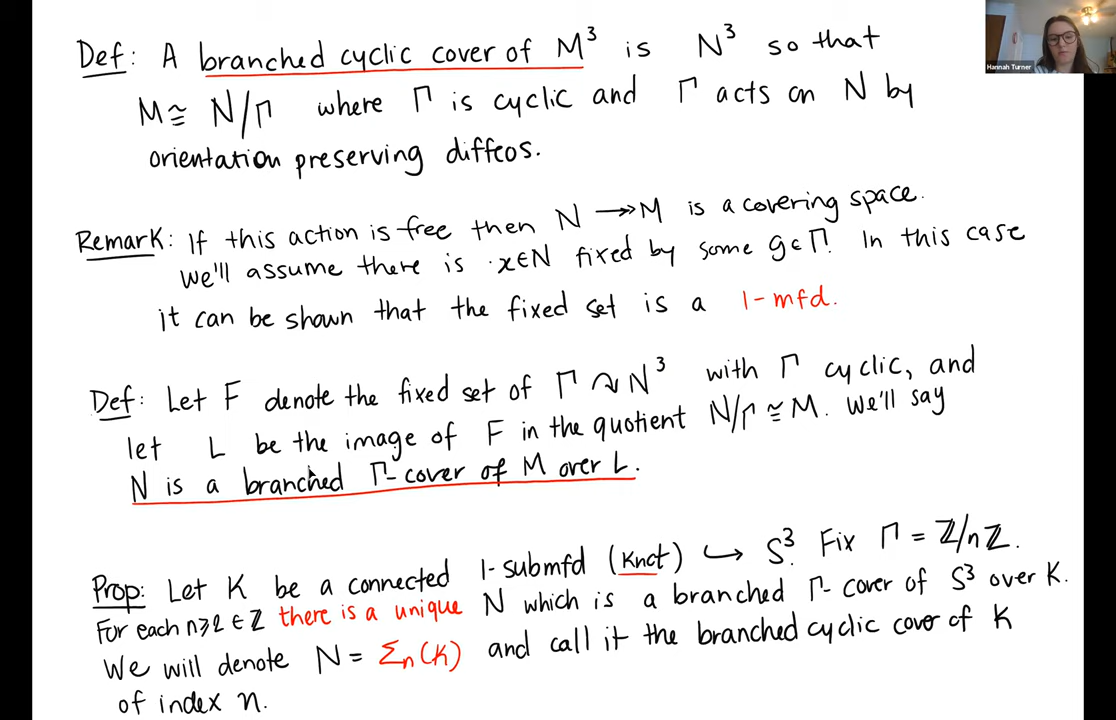 Def: A branched cyclic cover of M³ is N³ so that
Hannah Turner
M ≅ N/Γ where Γ is cyclic and Γ acts on N by
orientation preserving diffeos.
Remark: If this action is free then N ↠ M is a covering space.
we'll assume there is x∈N fixed by some g∈Γ! In this case
it can be shown that the fixed set is a 1-mfd.
Def: Let F denote the fixed set of Γ ↷ N³ with Γ cyclic, and
let L be the image of F in the quotient N/Γ ≅ M. We'll say
N is a branched Γ-cover of M over L.
Prop: Let K be a connected 1-submfd (Knot) ↪ S³. Fix Γ = ℤ/nℤ.
For each n⩾2 ∈ ℤ there is a unique N which is a branched Γ-cover of S³ over K.
We will denote N = Σn(K) and call it the branched cyclic cover of K
of index n.